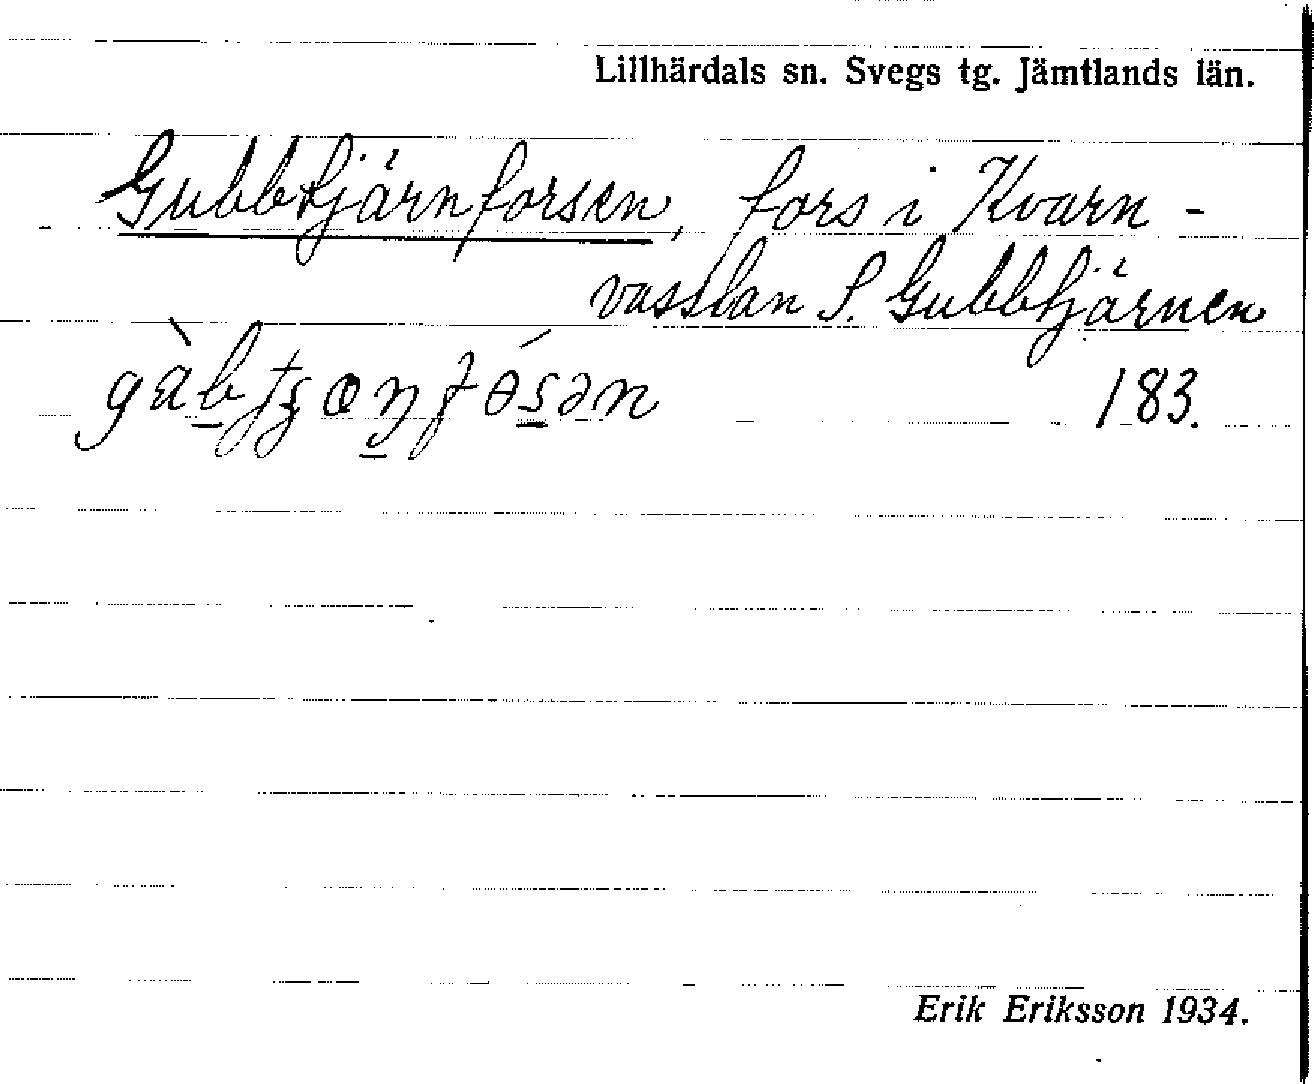 Lillhärdals sn. Svegs tg. Jämtlands län.
Gubbtjärnforsen, fors i Kvarn-
vasslan S. Gubbtjärnen
183.
Erik Eriksson 1934.